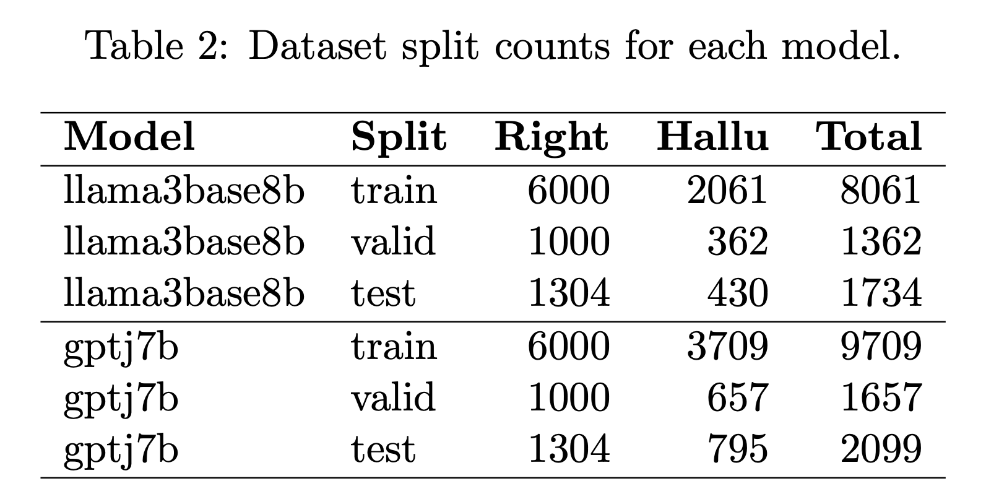 Table 2: Dataset split counts for each model.
Model Split Right Hallu Total
llama3base8b train 6000 2061 8061
llama3base8b valid 1000 362 1362
llama3base8b test 1304 430 1734
gptj7b train 6000 3709 9709
gptj7b valid 1000 657 1657
gptj7b test 1304 795 2099